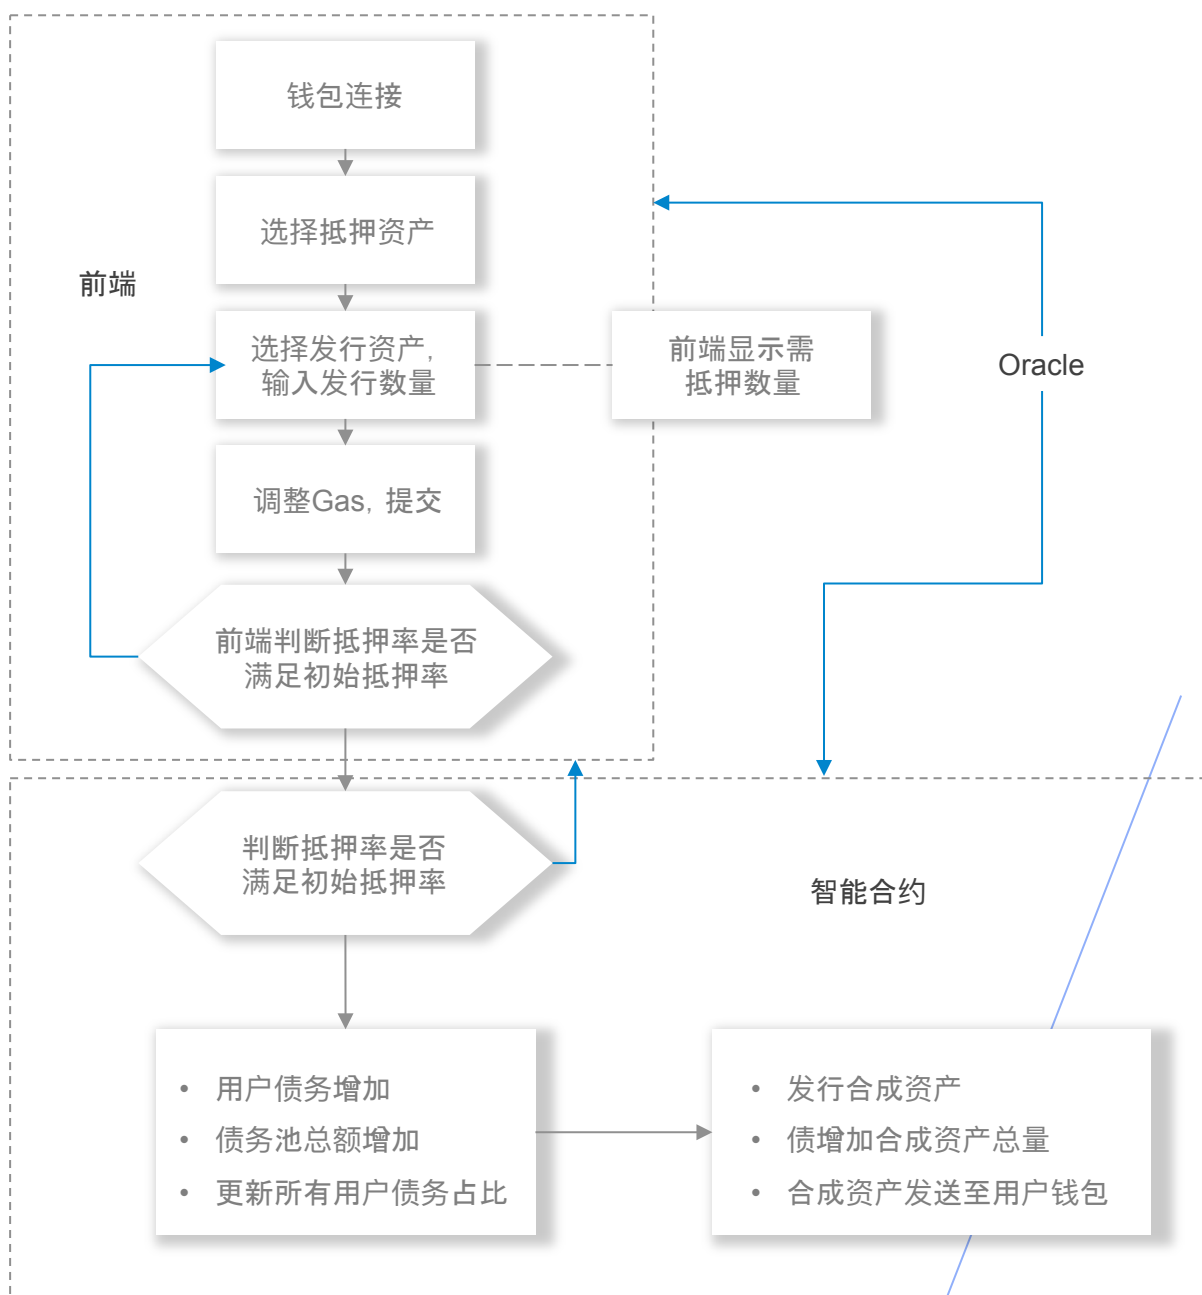 钱包连接
选择抵押资产
前端
选择发行资产,
输入发行数量
前端显示需
抵押数量
Oracle
调整Gas, 提交
前端判断抵押率是否
满足初始抵押率
判断抵押率是否
满足初始抵押率
智能合约
• 用户债务增加
• 债务池总额增加
• 更新所有用户债务占比
• 发行合成资产
• 债增加合成资产总量
• 合成资产发送至用户钱包